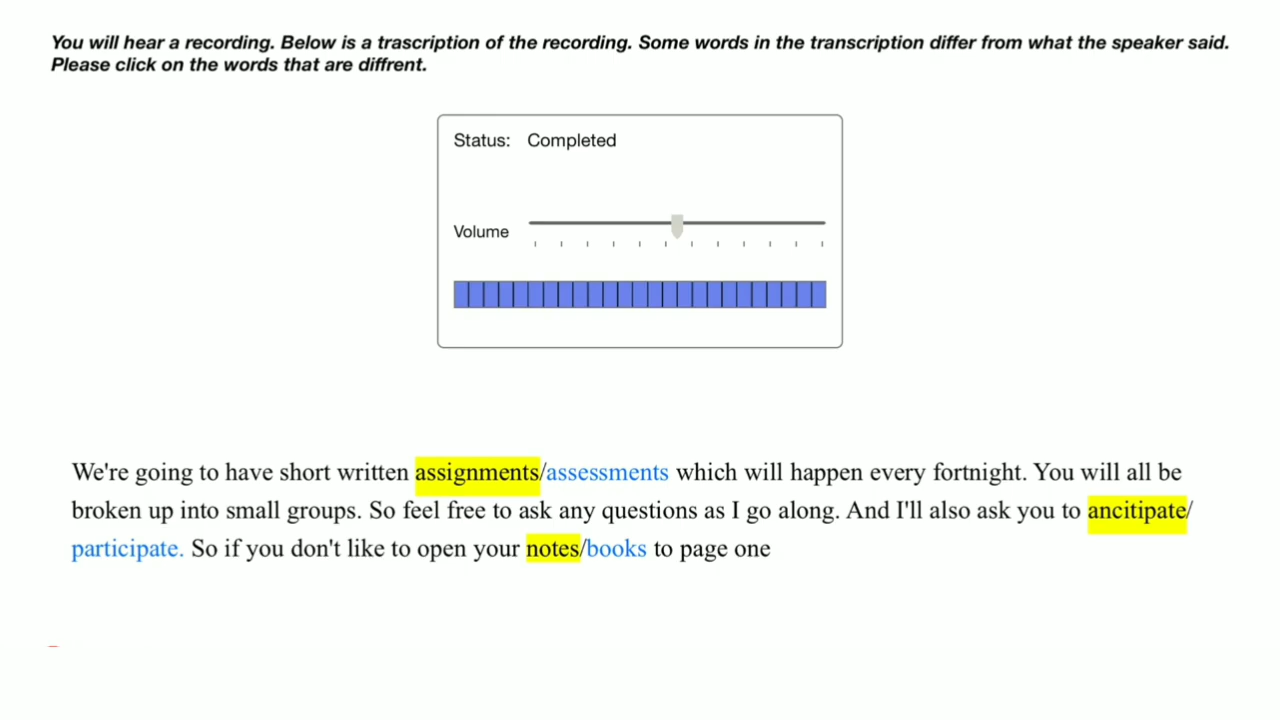 You will hear a recording. Below is a trascription of the recording. Some words in the transcription differ from what the speaker said.
Please click on the words that are diffrent.
Status: Completed
Volume
We're going to have short written assignments/assessments which will happen every fortnight. You will all be
broken up into small groups. So feel free to ask any questions as I go along. And I'll also ask you to ancitipate/
participate. So if you don't like to open your notes/books to page one